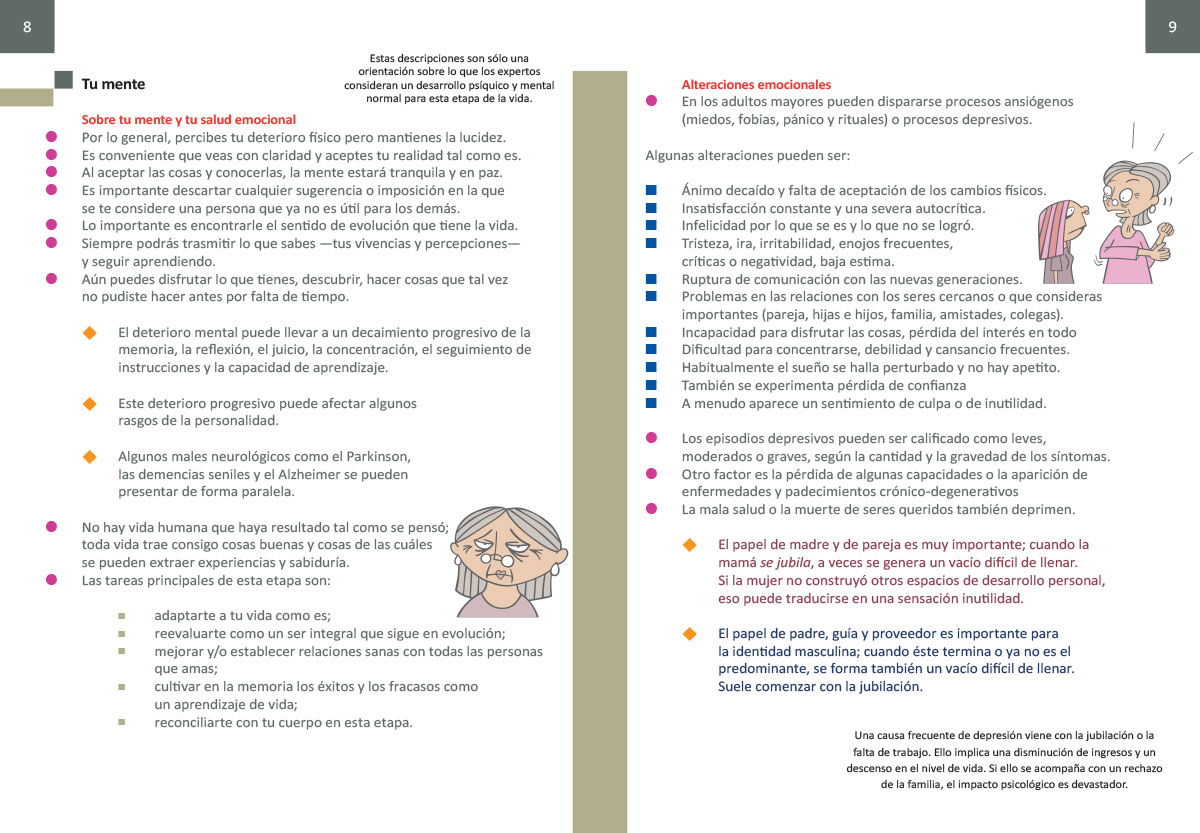 8
Tu mente
Estas descripciones son sólo una
orientación sobre lo que los expertos
consideran un desarrollo psíquico y mental
normal para esta etapa de la vida.
Sobre tu mente y tu salud emocional
Por lo general, percibes tu deterioro físico pero mantienes la lucidez.
Es conveniente que veas con claridad y aceptes tu realidad tal como es.
Al aceptar las cosas y conocerlas, la mente estará tranquila y en paz.
Es importante descartar cualquier sugerencia o imposición en la que
se te considere una persona que ya no es útil para los demás.
Lo importante es encontrarle el sentido de evolución que tiene la vida.
Siempre podrás trasmitir lo que sabes —tus vivencias y percepciones—
y seguir aprendiendo.
Aún puedes disfrutar lo que tienes, descubrir, hacer cosas que tal vez
no pudiste hacer antes por falta de tiempo.
El deterioro mental puede llevar a un decaimiento progresivo de la
memoria, la reflexión, el juicio, la concentración, el seguimiento de
instrucciones y la capacidad de aprendizaje.
Este deterioro progresivo puede afectar algunos
rasgos de la personalidad.
Algunos males neurológicos como el Parkinson,
las demencias seniles y el Alzheimer se pueden
presentar de forma paralela.
No hay vida humana que haya resultado tal como se pensó;
toda vida trae consigo cosas buenas y cosas de las cuáles
se pueden extraer experiencias y sabiduría.
Las tareas principales de esta etapa son:
adaptarte a tu vida como es;
reevaluarte como un ser integral que sigue en evolución;
mejorar y/o establecer relaciones sanas con todas las personas
que amas;
cultivar en la memoria los éxitos y los fracasos como
un aprendizaje de vida;
reconciliarte con tu cuerpo en esta etapa.
9
Alteraciones emocionales
En los adultos mayores pueden dispararse procesos ansiógenos
(miedos, fobias, pánico y rituales) o procesos depresivos.
Algunas alteraciones pueden ser:
Ánimo decaído y falta de aceptación de los cambios físicos.
Insatisfacción constante y una severa autocrítica.
Infelicidad por lo que se es y lo que no se logró.
Tristeza, ira, irritabilidad, enojos frecuentes,
críticas o negatividad, baja estima.
Ruptura de comunicación con las nuevas generaciones.
Problemas en las relaciones con los seres cercanos o que consideras
importantes (pareja, hijas e hijos, familia, amistades, colegas).
Incapacidad para disfrutar las cosas, pérdida del interés en todo
Dificultad para concentrarse, debilidad y cansancio frecuentes.
Habitualmente el sueño se halla perturbado y no hay apetito.
También se experimenta pérdida de confianza
A menudo aparece un sentimiento de culpa o de inutilidad.
Los episodios depresivos pueden ser calificado como leves,
moderados o graves, según la cantidad y la gravedad de los síntomas.
Otro factor es la pérdida de algunas capacidades o la aparición de
enfermedades y padecimientos crónico-degenerativos
La mala salud o la muerte de seres queridos también deprimen.
El papel de madre y de pareja es muy importante; cuando la
mamá se jubila, a veces se genera un vacío difícil de llenar.
Si la mujer no construyó otros espacios de desarrollo personal,
eso puede traducirse en una sensación inutilidad.
El papel de padre, guía y proveedor es importante para
la identidad masculina; cuando éste termina o ya no es el
predominante, se forma también un vacío difícil de llenar.
Suele comenzar con la jubilación.
Una causa frecuente de depresión viene con la jubilación o la
falta de trabajo. Ello implica una disminución de ingresos y un
descenso en el nivel de vida. Si ello se acompaña con un rechazo
de la familia, el impacto psicológico es devastador.